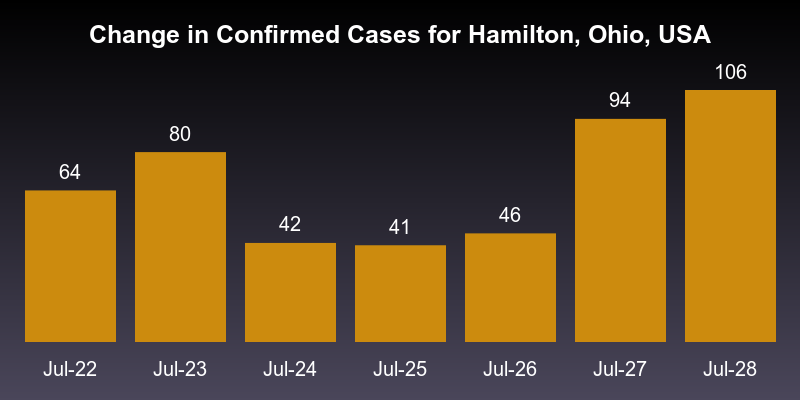 Change in Confirmed Cases for Hamilton, Ohio, USA
64
80
42
41
46
94
106
Jul-22
Jul-23
Jul-24
Jul-25
Jul-26
Jul-27
Jul-28